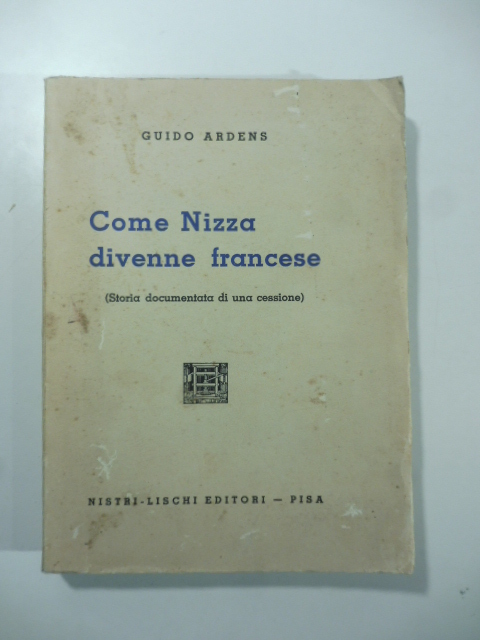 GUIDO ARDENS
Come Nizza
divenne francese
(Storia documentata di una cessione)
NISTRI-LISCHI EDITORI — PISA